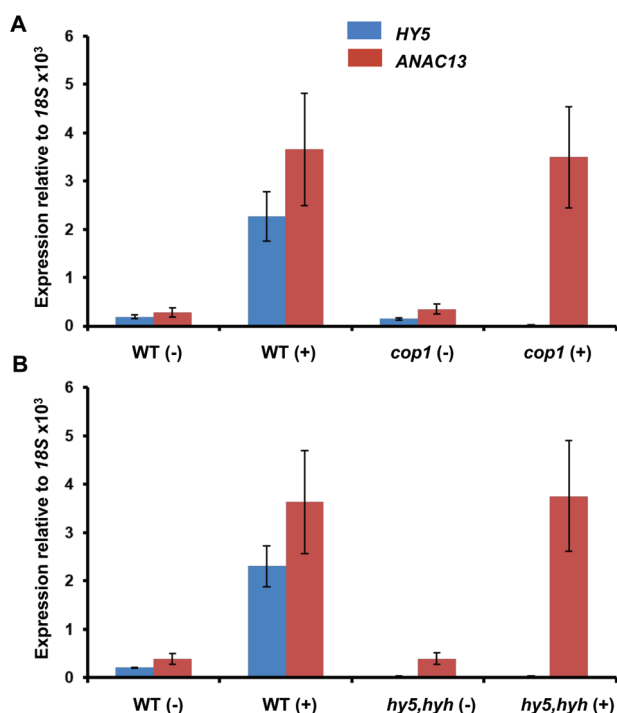 A
HY5
ANAC13
Expression relative to 18S x10³
6
5
4
3
2
1
0
WT (-)
WT (+)
cop1 (-)
cop1 (+)
B
Expression relative to 18S x10³
6
5
4
3
2
1
0
WT (-)
WT (+)
hy5,hyh (-)
hy5,hyh (+)